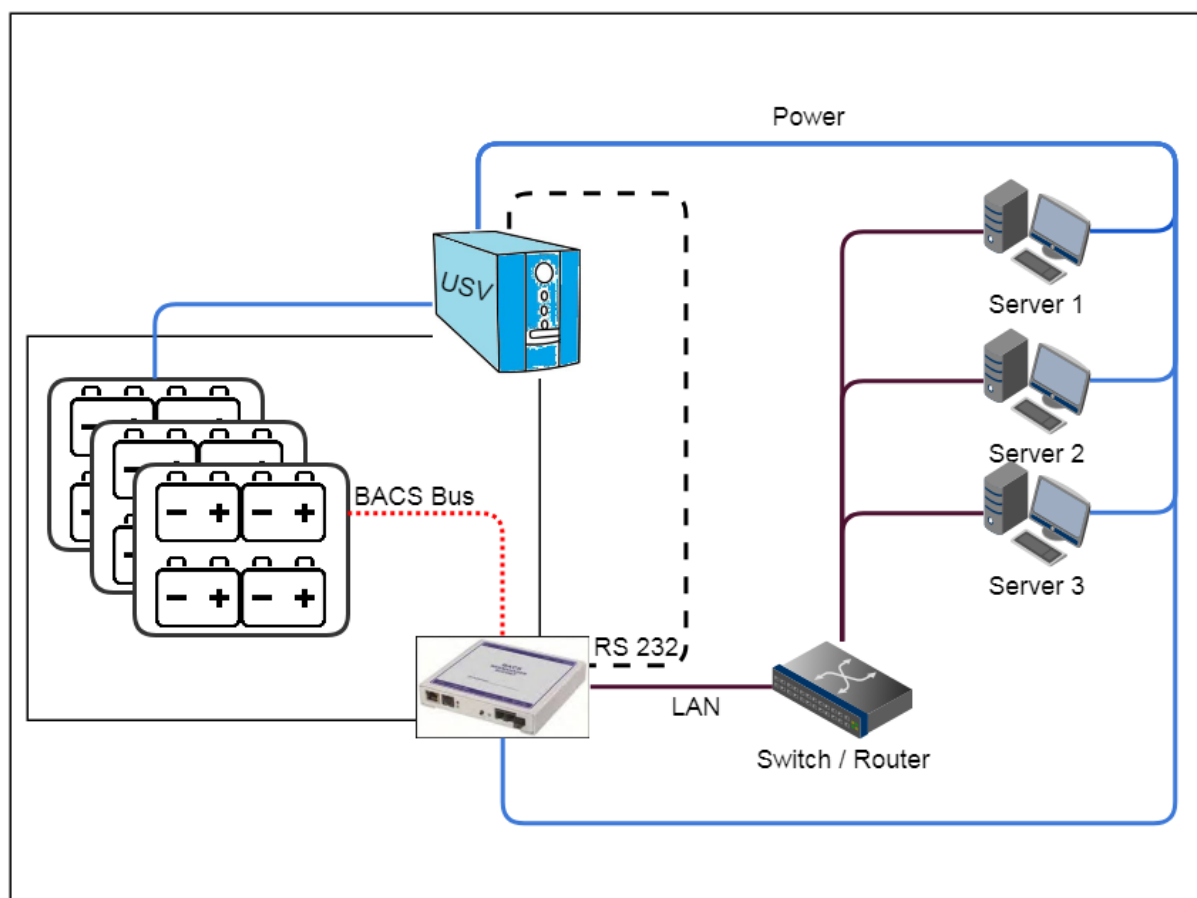 Power
USV
Server 1
Server 2
BACS Bus
Server 3
RS 232
LAN
Switch / Router
- +
- +
- +
- +